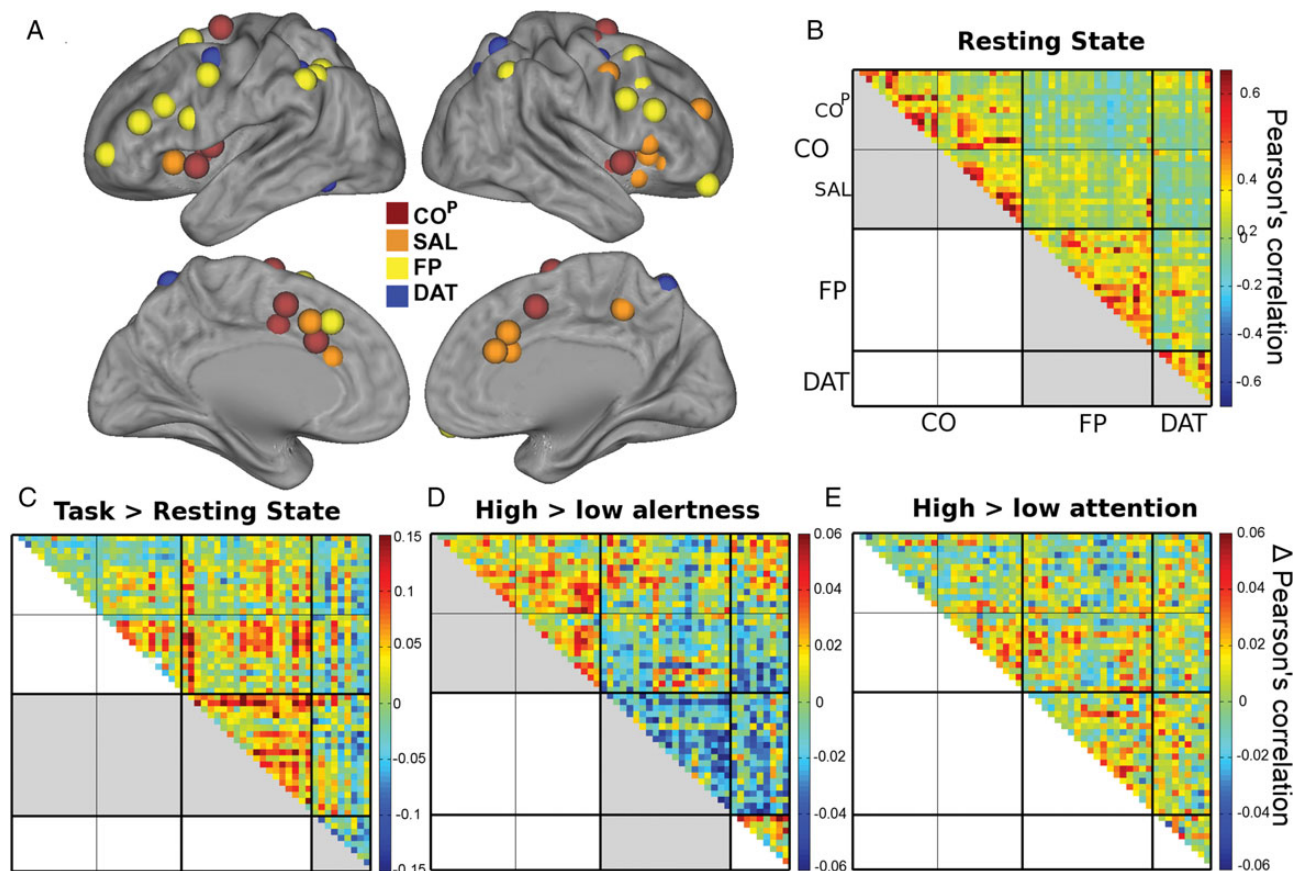 A
CO^P
SAL
FP
DAT
B
Resting State
CO^P
CO
SAL
FP
DAT
CO
FP
DAT
0.6
0.4
0.2
0
-0.2
-0.4
-0.6
Pearson's correlation
C
Task > Resting State
0.15
0.1
0.05
0
-0.05
-0.1
-0.15
D
High > low alertness
0.06
0.04
0.02
0
-0.02
-0.04
-0.06
E
High > low attention
0.06
0.04
0.02
0
-0.02
-0.04
-0.06
Δ Pearson's correlation